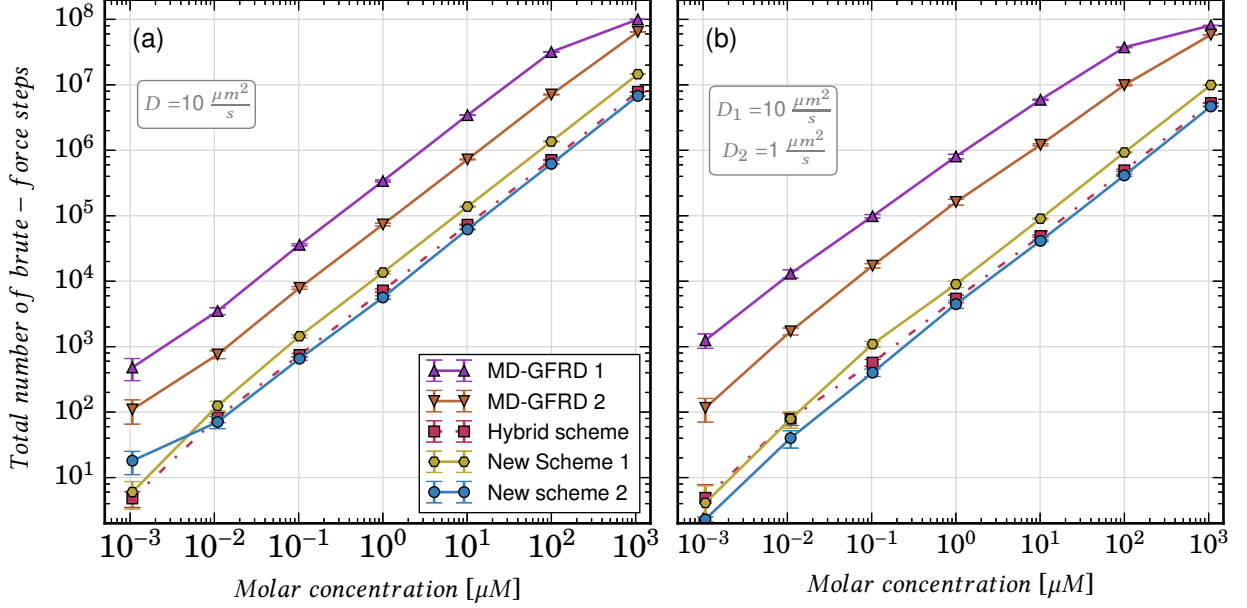 (a)
D = 10 μm²/s
Total number of brute − force steps
10⁸
10⁷
10⁶
10⁵
10⁴
10³
10²
10¹
MD-GFRD 1
MD-GFRD 2
Hybrid scheme
New Scheme 1
New scheme 2
10⁻³ 10⁻² 10⁻¹ 10⁰ 10¹ 10² 10³
Molar concentration [μM]
(b)
D₁ = 10 μm²/s
D₂ = 1 μm²/s
10⁻³ 10⁻² 10⁻¹ 10⁰ 10¹ 10² 10³
Molar concentration [μM]